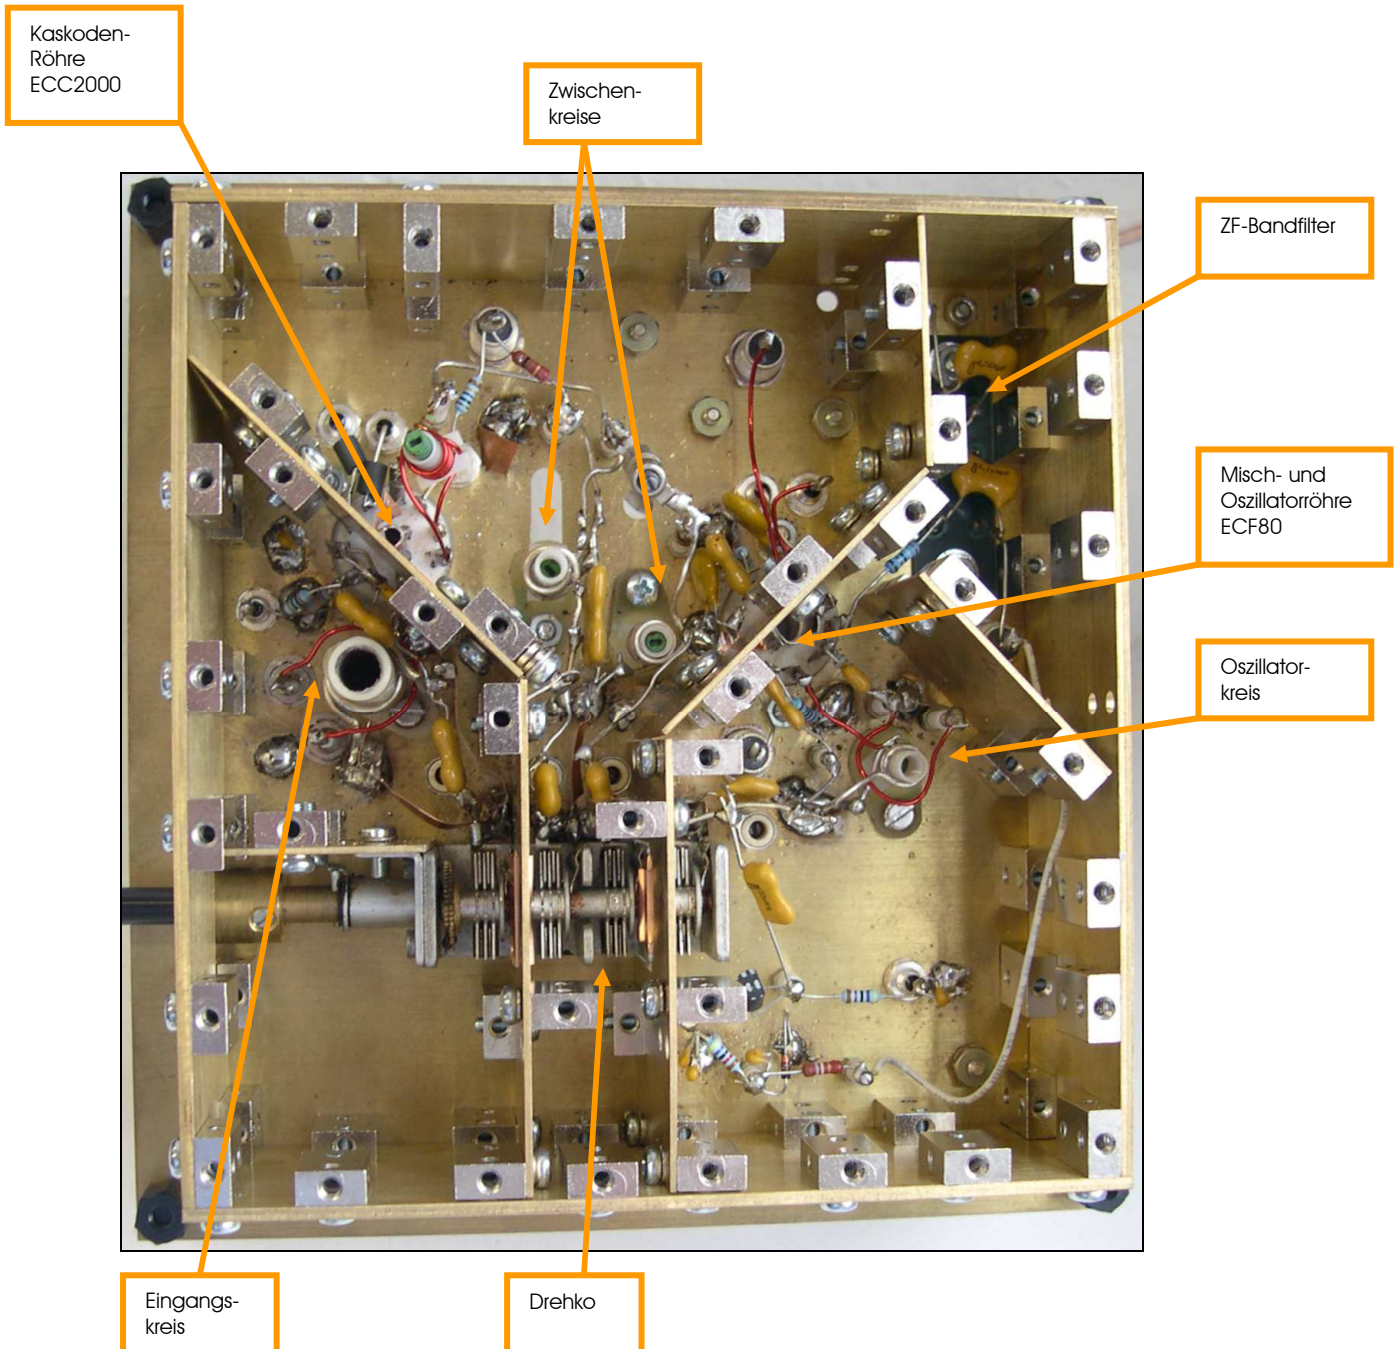 Kaskoden-
Röhre
ECC2000
Zwischen-
kreise
ZF-Bandfilter
Misch- und
Oszillatorröhre
ECF80
Oszillator-
kreis
Eingangs-
kreis
Drehko